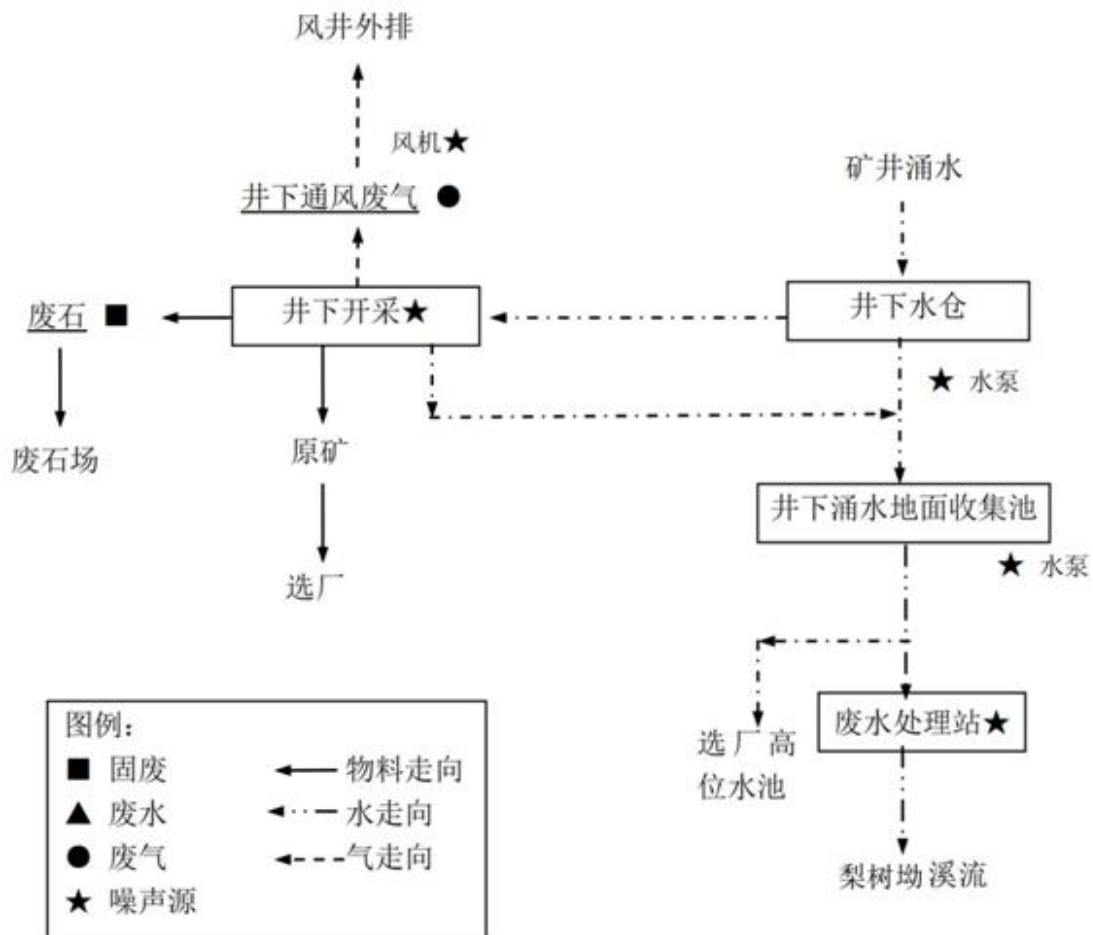 风井外排
风机★
井下通风废气 ●
矿井涌水
废石 ■
井下开采★
井下水仓
★ 水泵
废石场
原矿
井下涌水地面收集池
★ 水泵
选厂
选厂高
位水池
废水处理站★
梨树坳溪流
图例:
■ 固废
物料走向
▲ 废水
水走向
● 废气
气走向
★ 噪声源